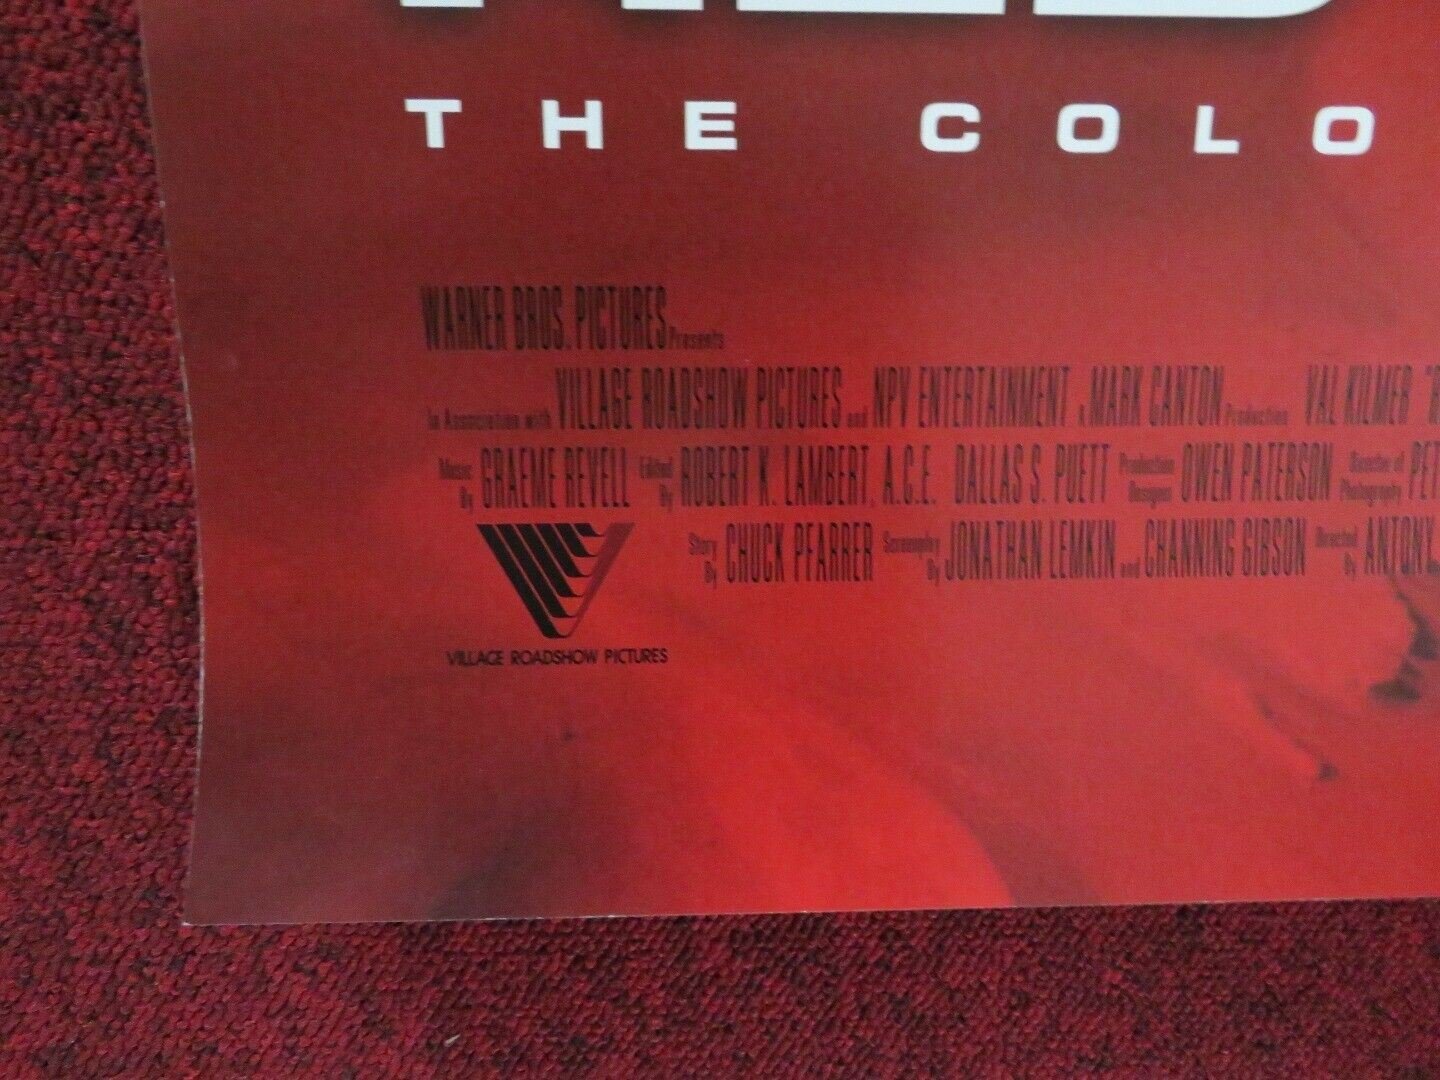 THE COLO
WARNER BROS. PICTURES Presents
In Association with VILLAGE ROADSHOW PICTURES and NPV ENTERTAINMENT A MARK CANTON Production VAL KILMER "R
Music By GRAEME REVELL Edited By ROBERT K. LAMBERT, A.C.E. DALLAS S. PUETT Production Designer OWEN PATERSON Director of Photography PET
Story By CHUCK PFARRER Screenplay By JONATHAN LEMKIN and CHANNING GIBSON Directed By ANTONY
VILLAGE ROADSHOW PICTURES